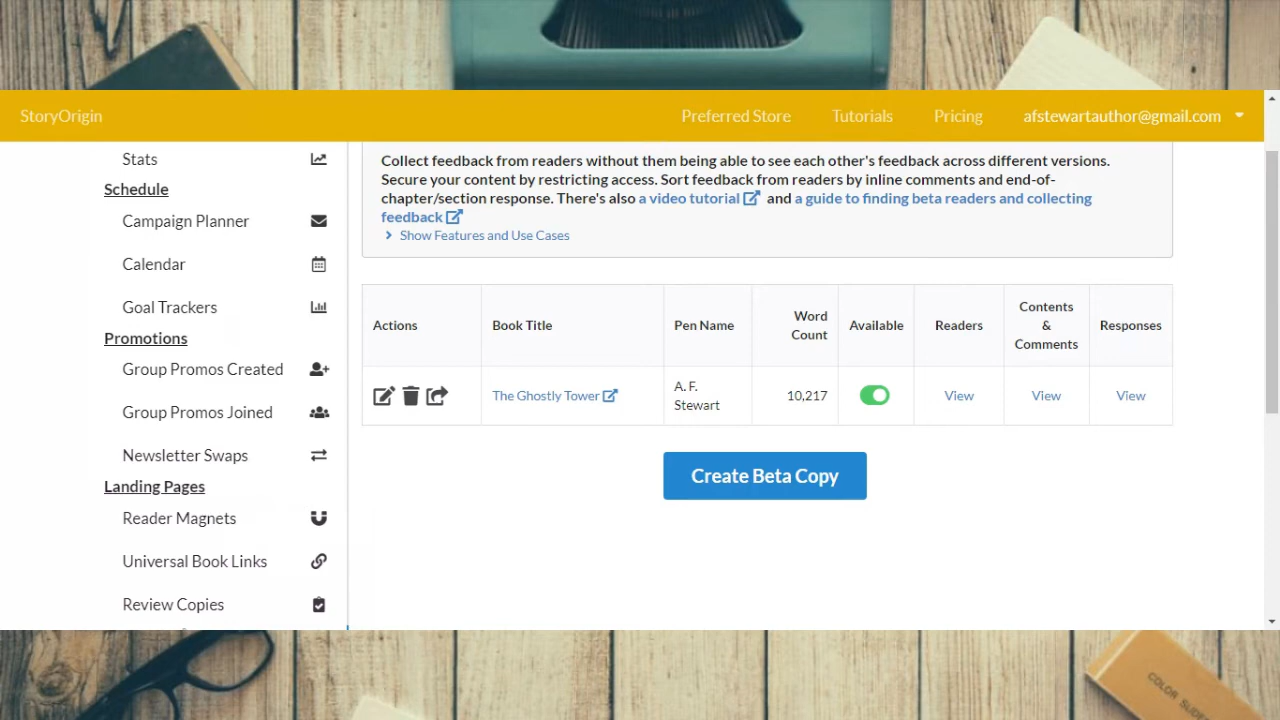 StoryOrigin
Preferred Store
Tutorials
Pricing
afstewartauthor@gmail.com
Stats
Schedule
Campaign Planner
Calendar
Goal Trackers
Promotions
Group Promos Created
Group Promos Joined
Newsletter Swaps
Landing Pages
Reader Magnets
Universal Book Links
Review Copies
Collect feedback from readers without them being able to see each other's feedback across different versions.
Secure your content by restricting access. Sort feedback from readers by inline comments and end-of-
chapter/section response. There's also a video tutorial and a guide to finding beta readers and collecting
feedback
Show Features and Use Cases
Actions
Book Title
Pen Name
Word
Count
Available
Readers
Contents
&
Comments
Responses
The Ghostly Tower
A. F.
Stewart
10,217
View
View
View
Create Beta Copy
COLOR SLIDES